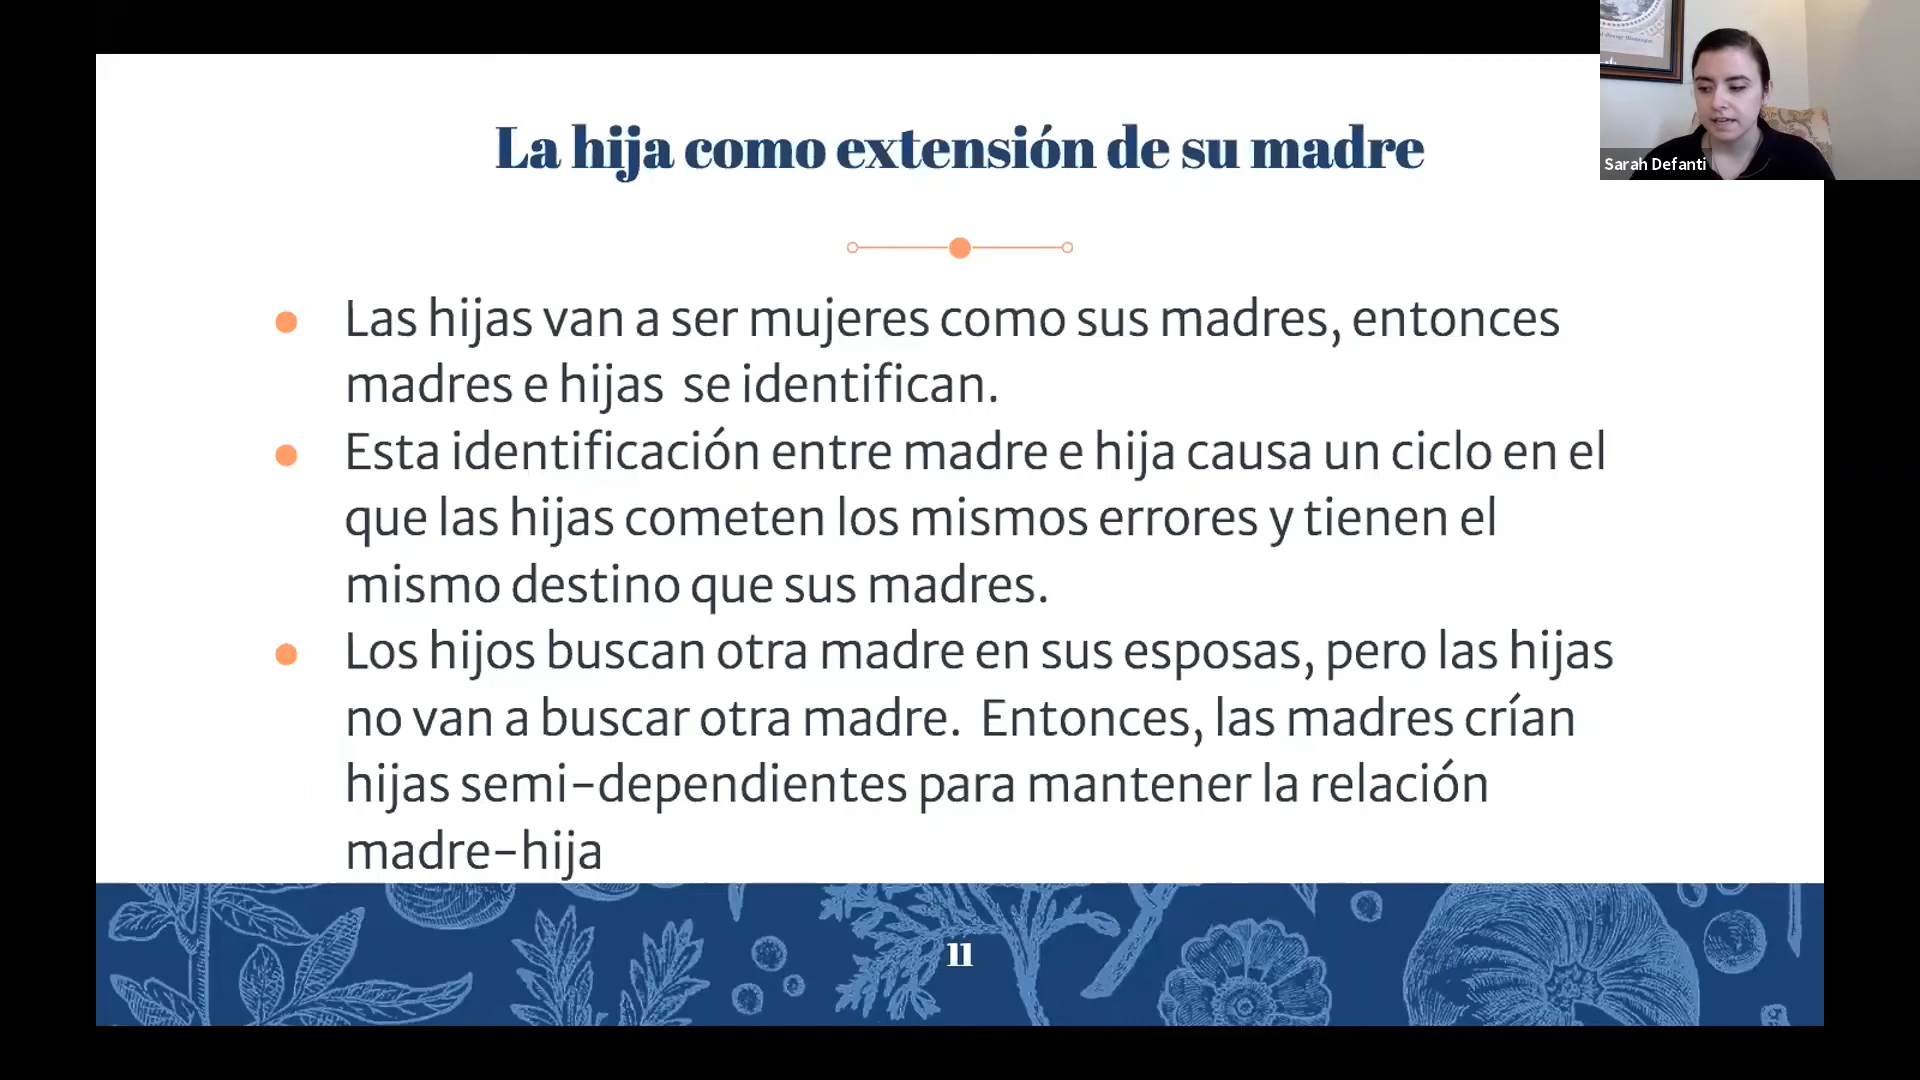 La hija como extensión de su madre
Sarah Defanti
Las hijas van a ser mujeres como sus madres, entonces
madres e hijas  se identifican.
Esta identificación entre madre e hija causa un ciclo en el
que las hijas cometen los mismos errores y tienen el
mismo destino que sus madres.
Los hijos buscan otra madre en sus esposas, pero las hijas
no van a buscar otra madre.  Entonces, las madres crían
hijas semi-dependientes para mantener la relación
madre-hija
11